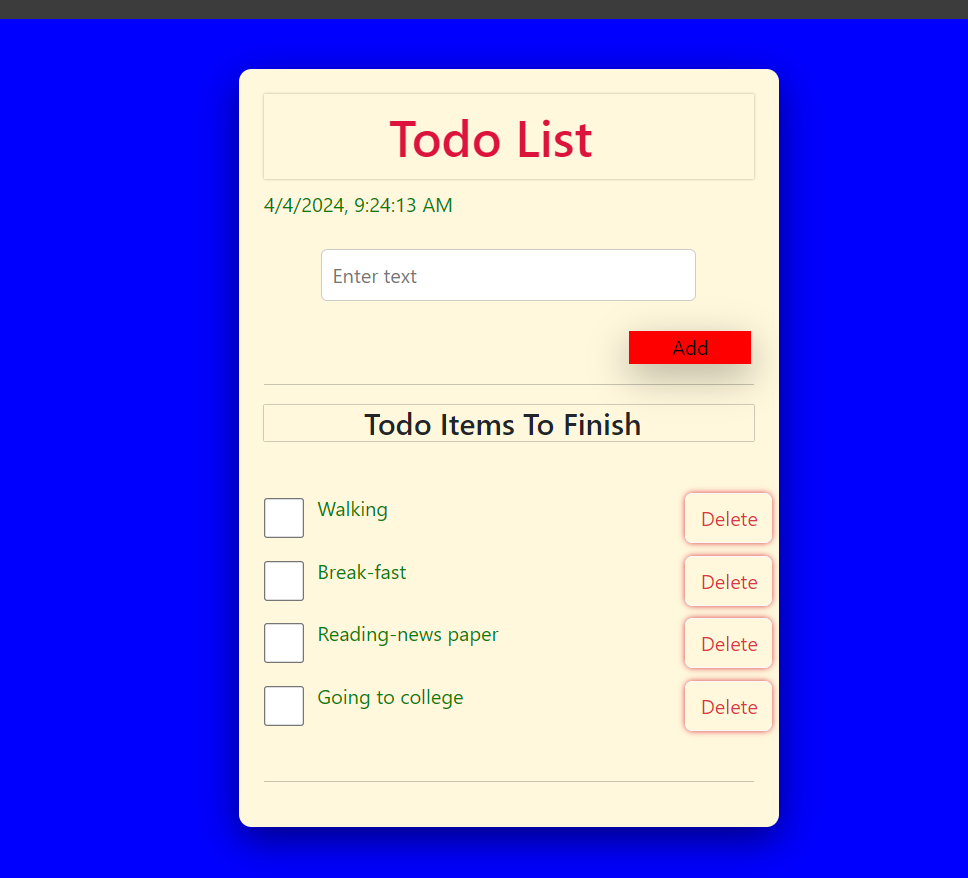 Todo List
4/4/2024, 9:24:13 AM
Enter text
Add
Todo Items To Finish
Walking
Delete
Break-fast
Delete
Reading-news paper
Delete
Going to college
Delete